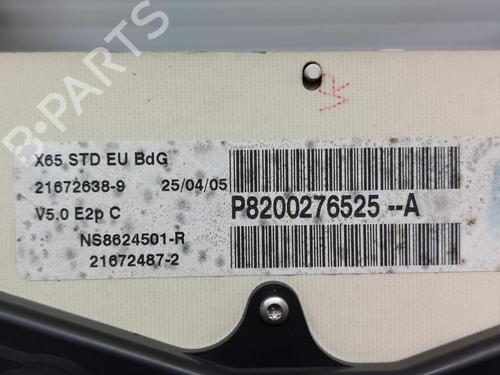 B-PARTS
X65 STD EU BdG
21672638-9 25/04/05
V5.0 E2p C
P8200276525--A
NS8624501-R
21672487-2